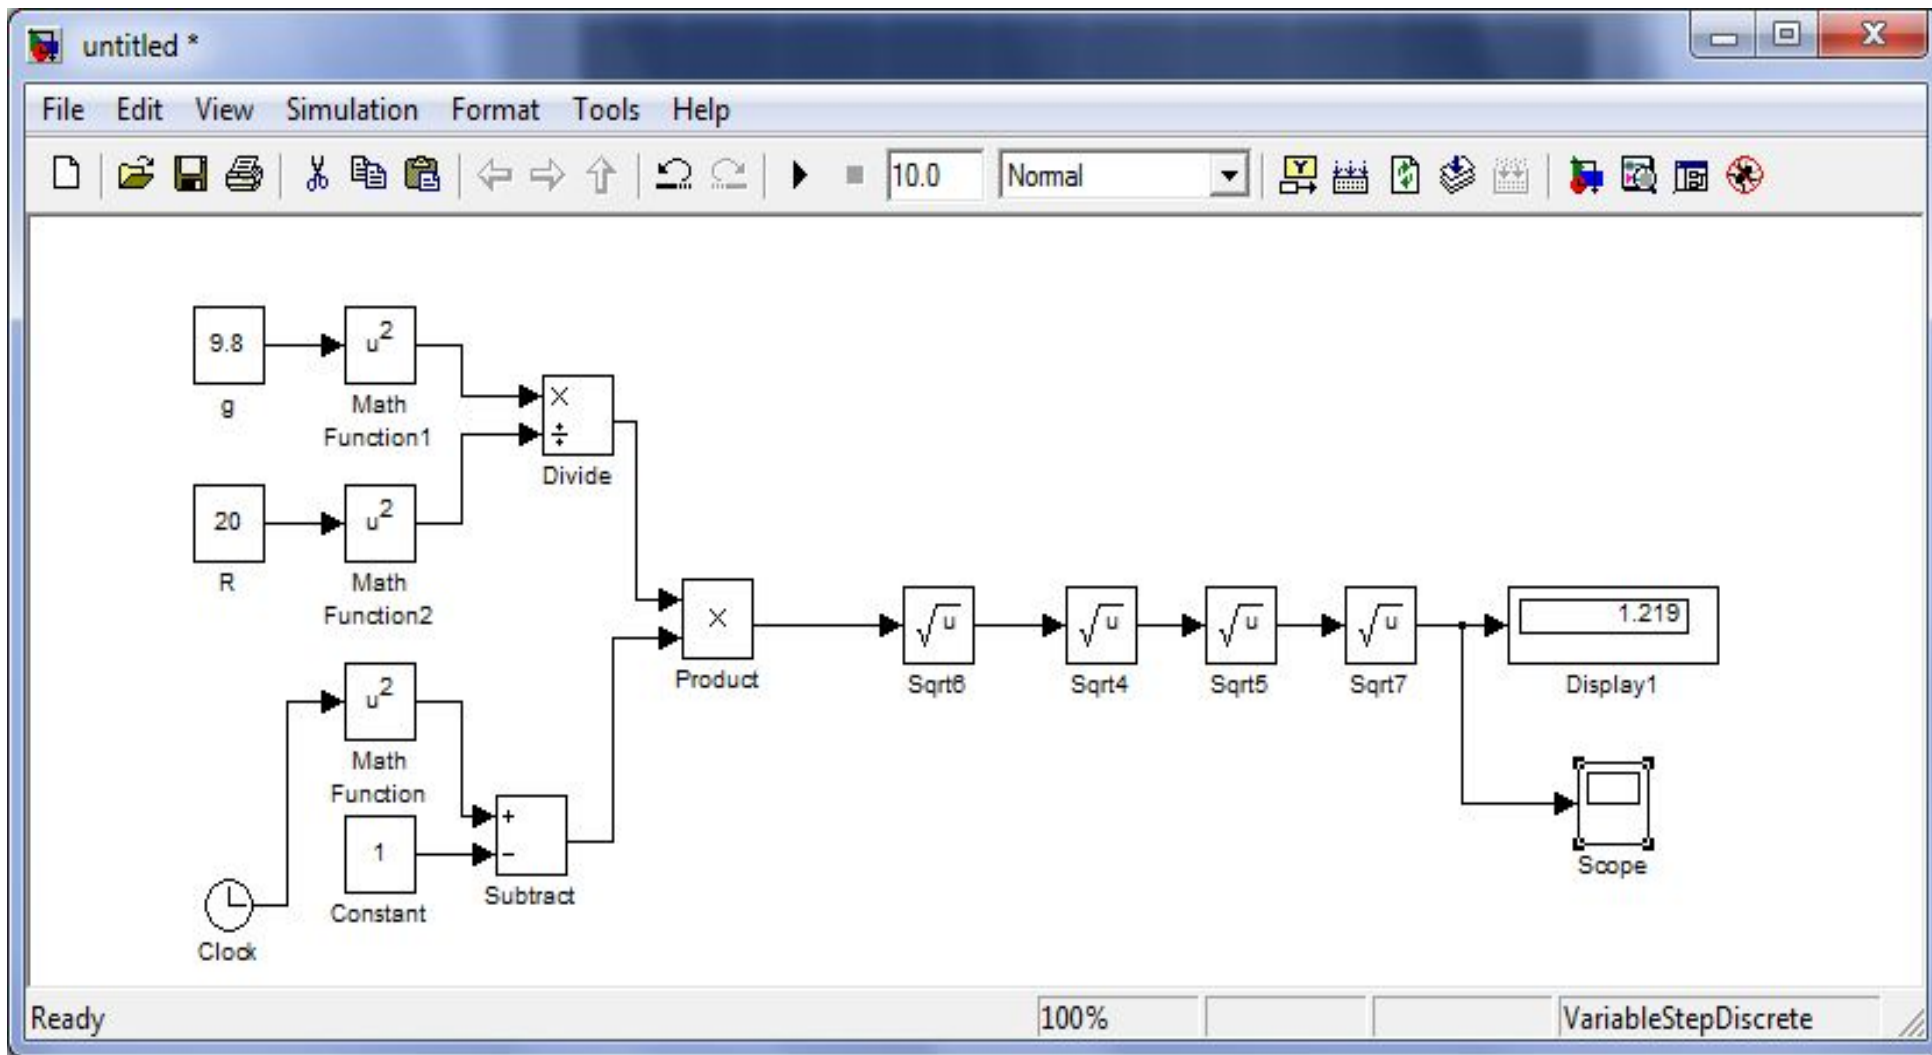 untitled *
File Edit View Simulation Format Tools Help
10.0 Normal
9.8
g
u2
Math
Function1
×
÷
Divide
20
R
u2
Math
Function2
×
Product
√u
Sqrt6
√u
Sqrt4
√u
Sqrt5
√u
Sqrt7
1.219
Display1
u2
Math
Function
+
−
Subtract
1
Constant
Clock
Scope
Ready 100% VariableStepDiscrete